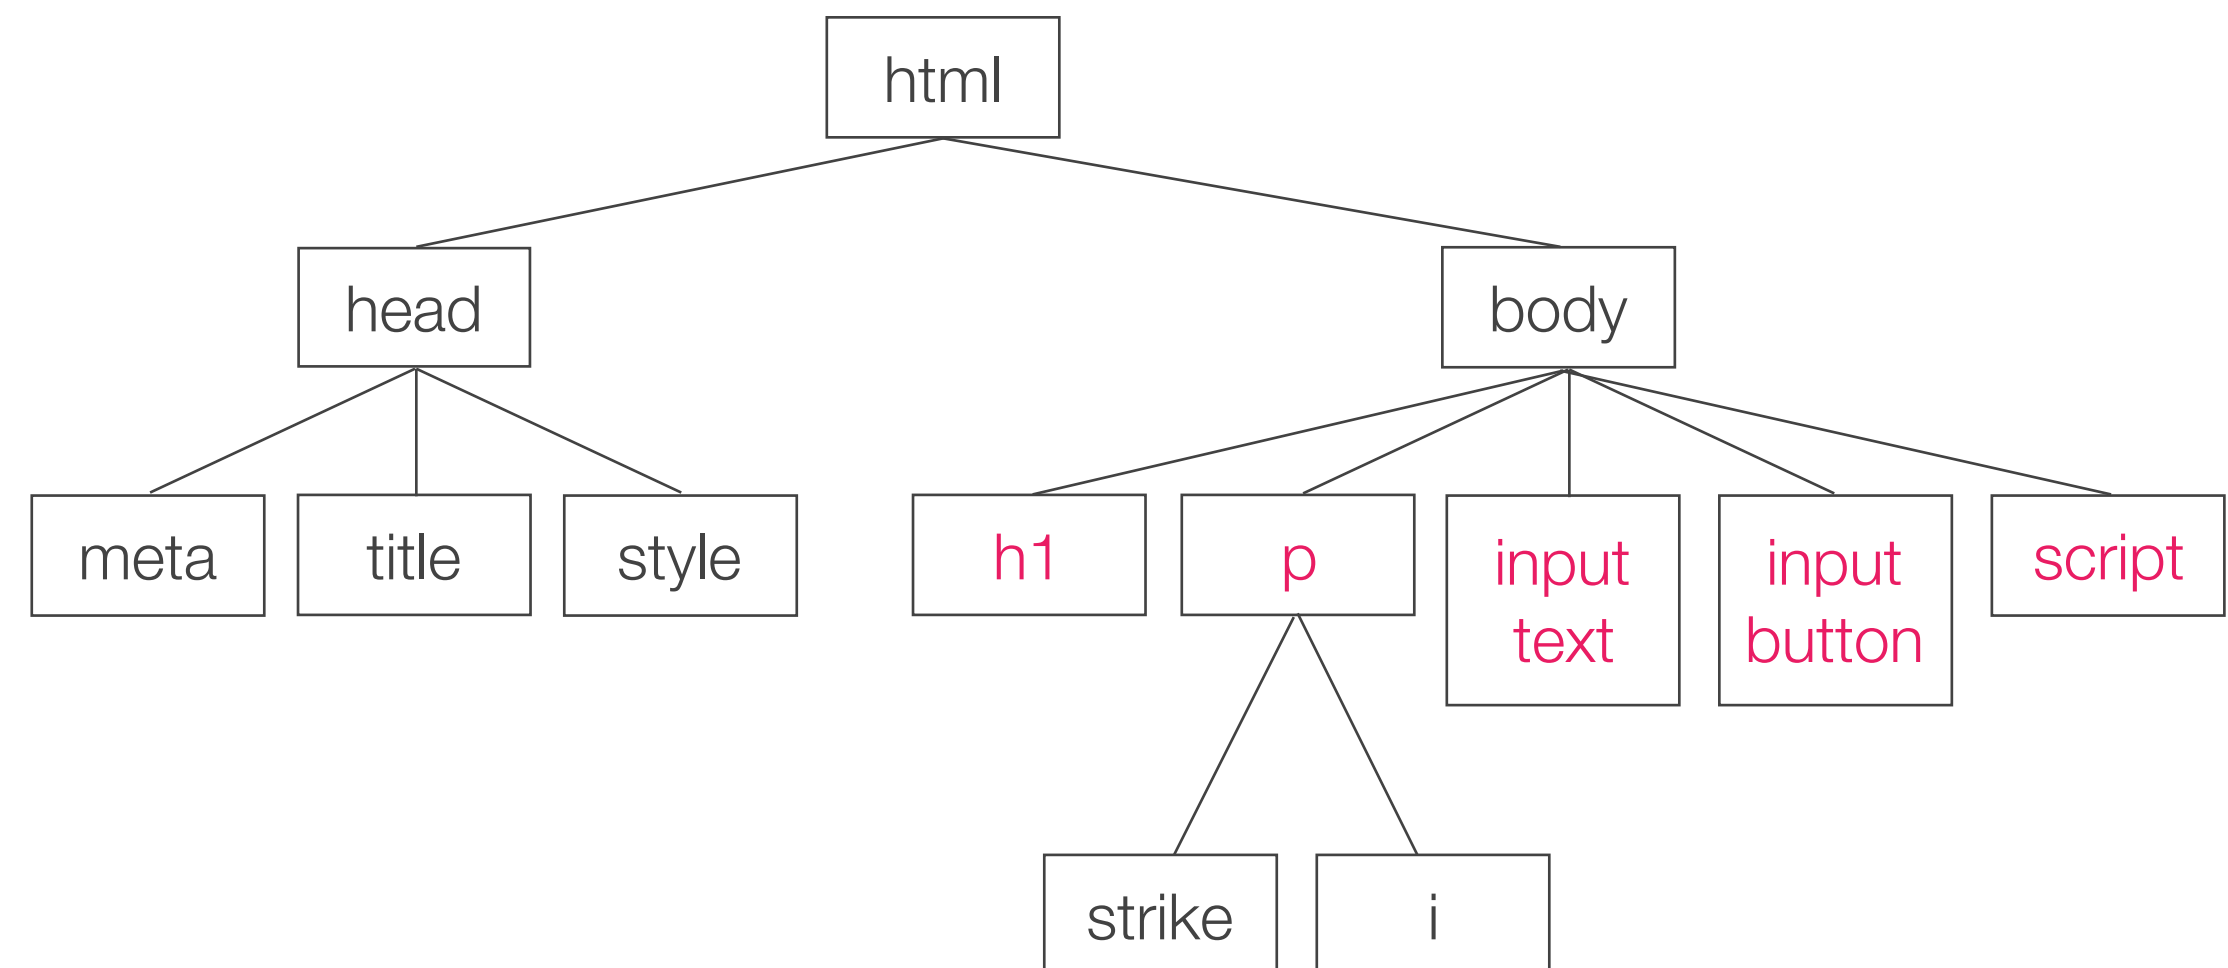 html
head
body
meta
title
style
h1
p
input
text
input
button
script
strike
i